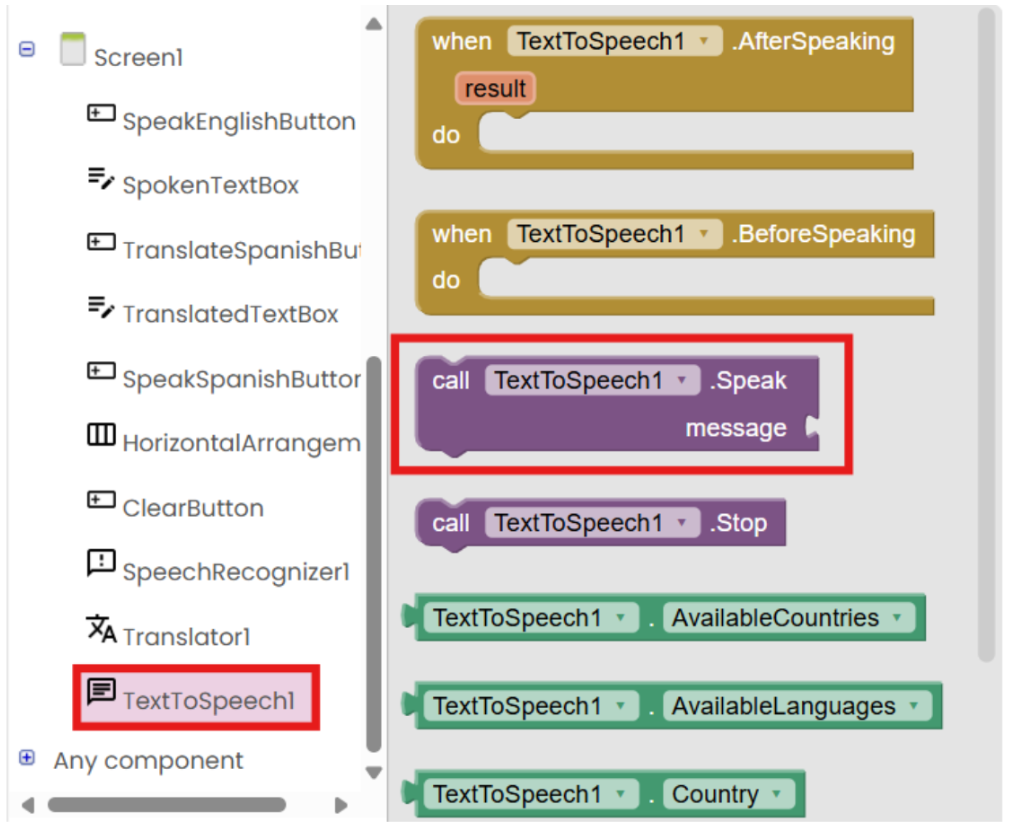 Screen1
SpeakEnglishButton
SpokenTextBox
TranslateSpanishBut
TranslatedTextBox
SpeakSpanishButtor
HorizontalArrangem
ClearButton
SpeechRecognizer1
Translator1
TextToSpeech1
Any component
when TextToSpeech1 .AfterSpeaking
result
do
when TextToSpeech1 .BeforeSpeaking
do
call TextToSpeech1 .Speak
message
call TextToSpeech1 .Stop
TextToSpeech1 . AvailableCountries
TextToSpeech1 . AvailableLanguages
TextToSpeech1 . Country